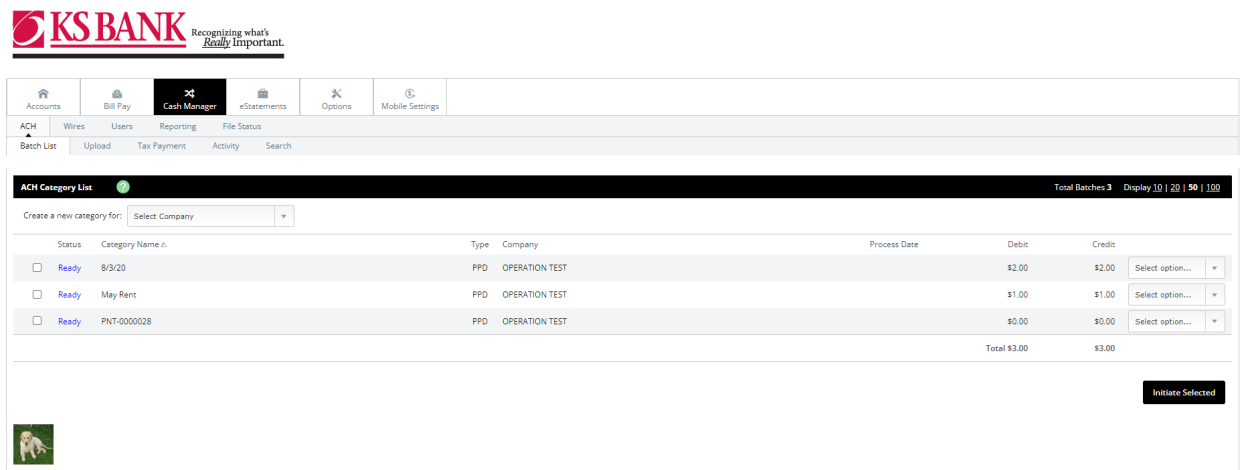 KS BANK Recognizing what's
Really Important.
Accounts Bill Pay Cash Manager eStatements Options Mobile Settings
ACH Wires Users Reporting File Status
Batch List Upload Tax Payment Activity Search
ACH Category List ? Total Batches 3 Display 10 | 20 | 50 | 100
Create a new category for: Select Company
Status Category Name Type Company Process Date Debit Credit
Ready 8/3/20 PPD OPERATION TEST $2.00 $2.00 Select option...
Ready May Rent PPD OPERATION TEST $1.00 $1.00 Select option...
Ready PNT-0000028 PPD OPERATION TEST $0.00 $0.00 Select option...
Total $3.00 $3.00
Initiate Selected